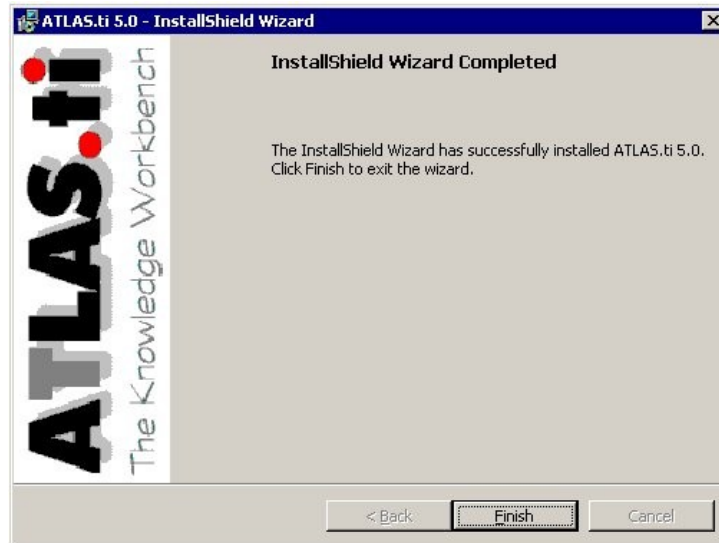 ATLAS.ti 5.0 - InstallShield Wizard
ATLAS.ti
The Knowledge Workbench
InstallShield Wizard Completed
The InstallShield Wizard has successfully installed ATLAS.ti 5.0.
Click Finish to exit the wizard.
< Back
Finish
Cancel